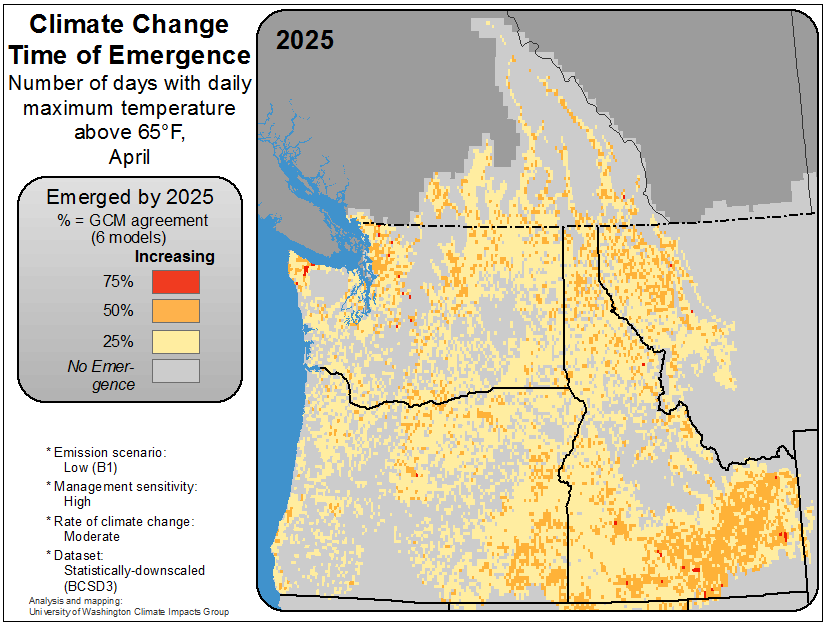 Climate Change
Time of Emergence
Number of days with daily
maximum temperature
above 65°F,
April
2025
Emerged by 2025
% = GCM agreement
(6 models)
Increasing
75%
50%
25%
No Emer-
gence
* Emission scenario:
Low (B1)
* Management sensitivity:
High
* Rate of climate change:
Moderate
* Dataset:
Statistically-downscaled
(BCSD3)
Analysis and mapping:
University of Washington Climate Impacts Group